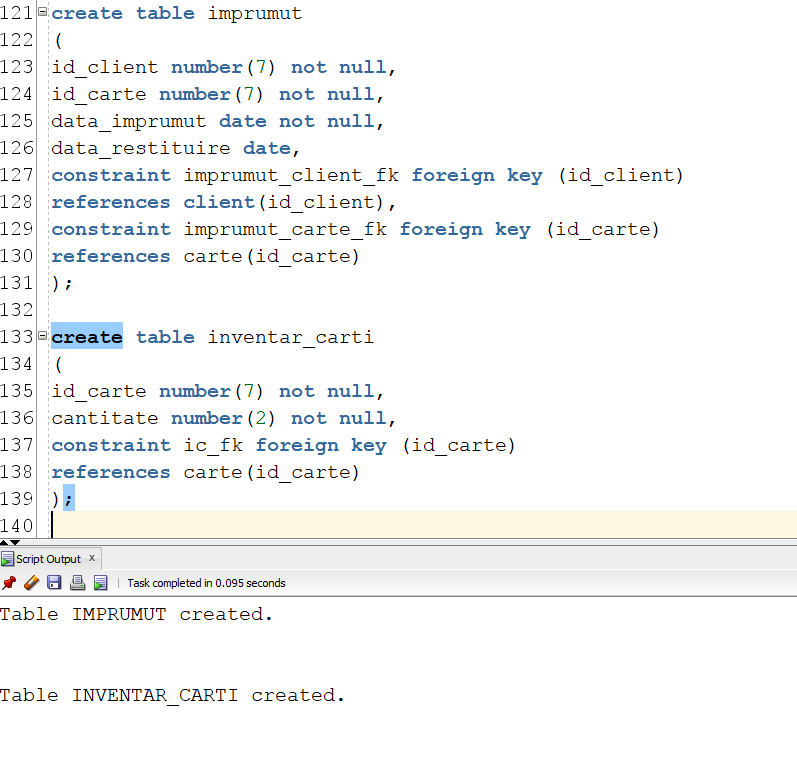 121 create table imprumut
122 (
123 id_client number(7) not null,
124 id_carte number(7) not null,
125 data_imprumut date not null,
126 data_restituire date,
127 constraint imprumut_client_fk foreign key (id_client)
128 references client(id_client),
129 constraint imprumut_carte_fk foreign key (id_carte)
130 references carte(id_carte)
131 );
132
133 create table inventar_carti
134 (
135 id_carte number(7) not null,
136 cantitate number(2) not null,
137 constraint ic_fk foreign key (id_carte)
138 references carte(id_carte)
139 );
140
Script Output x
Task completed in 0.095 seconds
Table IMPRUMUT created.
Table INVENTAR_CARTI created.